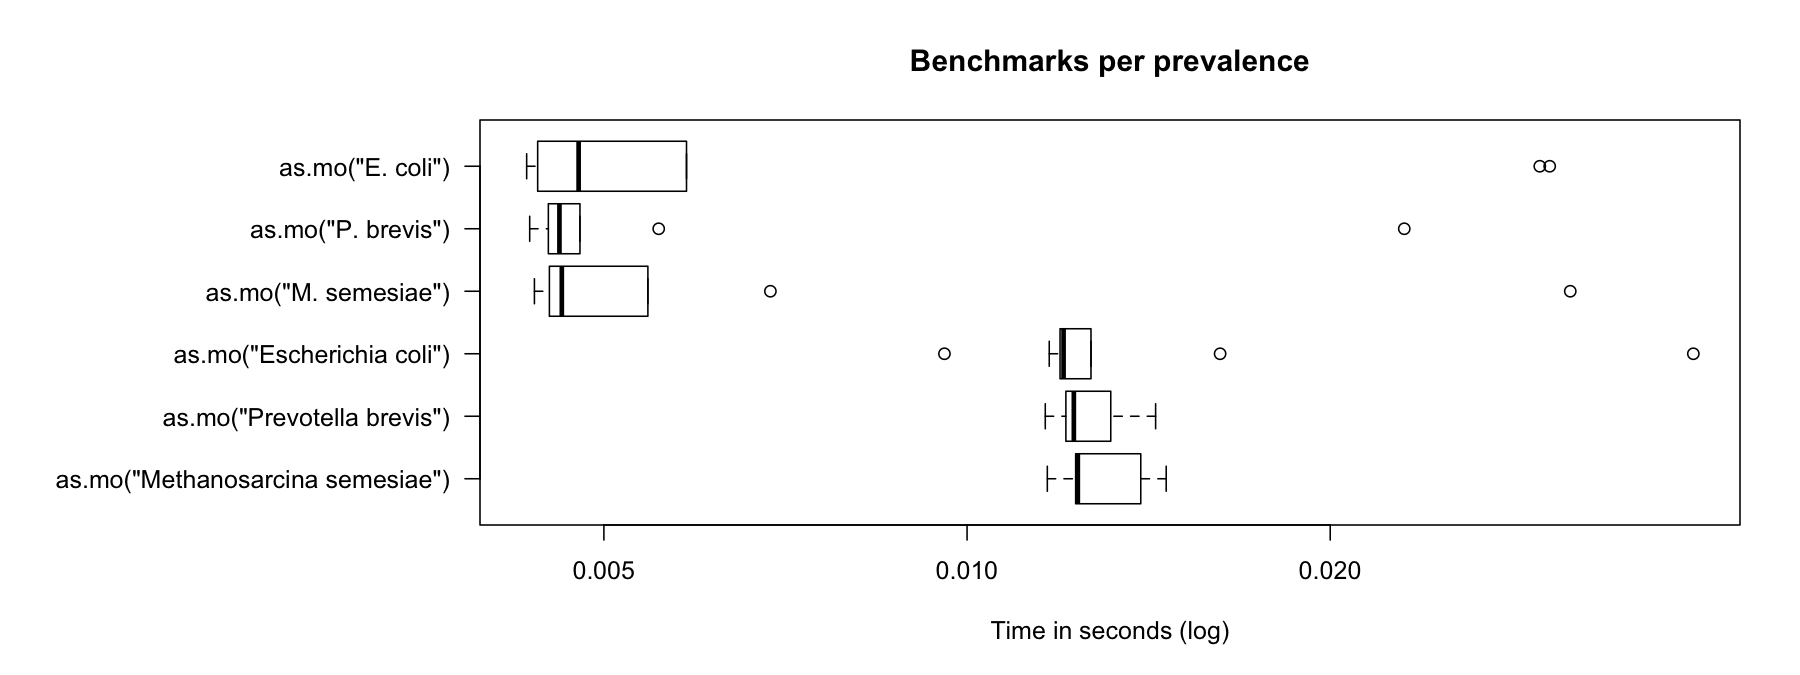 Benchmarks per prevalence
as.mo("E. coli")
as.mo("P. brevis")
as.mo("M. semesiae")
as.mo("Escherichia coli")
as.mo("Prevotella brevis")
as.mo("Methanosarcina semesiae")
0.005 0.010 0.020
Time in seconds (log)